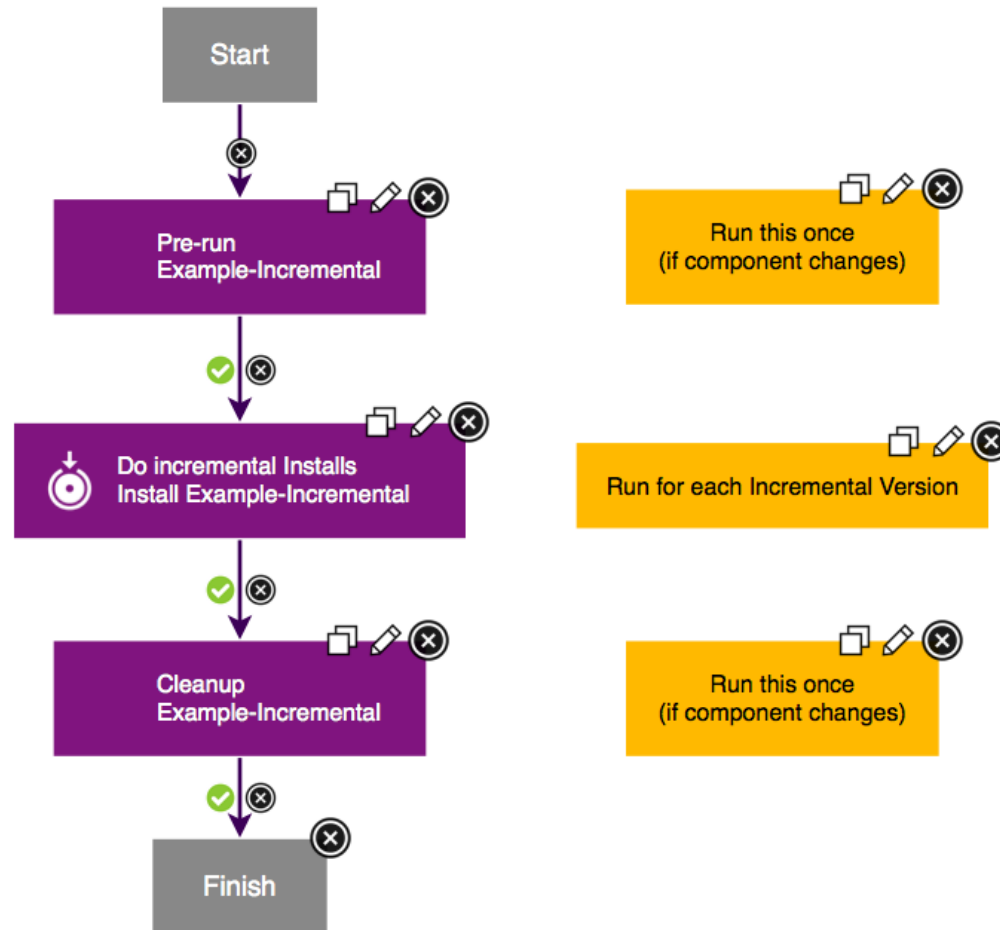 Start
Pre-run
Example-Incremental
Run this once
(if component changes)
Do incremental Installs
Install Example-Incremental
Run for each Incremental Version
Cleanup
Example-Incremental
Run this once
(if component changes)
Finish